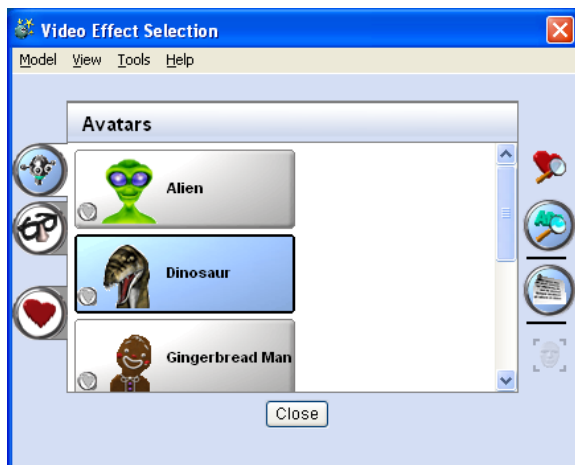 Video Effect Selection
Model View Tools Help
Avatars
Alien
Dinosaur
Gingerbread Man
Close